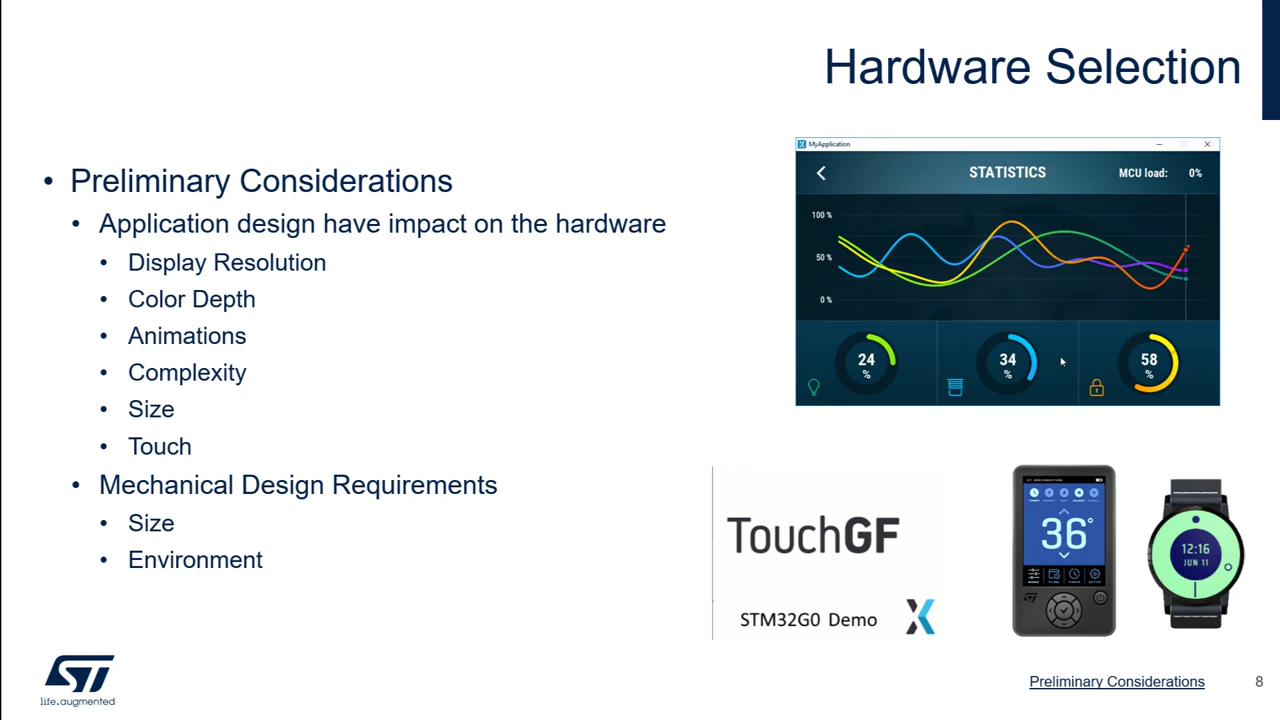 Hardware Selection
• Preliminary Considerations
• Application design have impact on the hardware
• Display Resolution
• Color Depth
• Animations
• Complexity
• Size
• Touch
• Mechanical Design Requirements
• Size
• Environment
MyApplication
STATISTICS
MCU load: 0%
100 %
50 %
0 %
24
%
34
%
58
%
TouchGF
STM32G0 Demo
36°
ST
12:16
JUN 11
ST
life.augmented
Preliminary Considerations
8